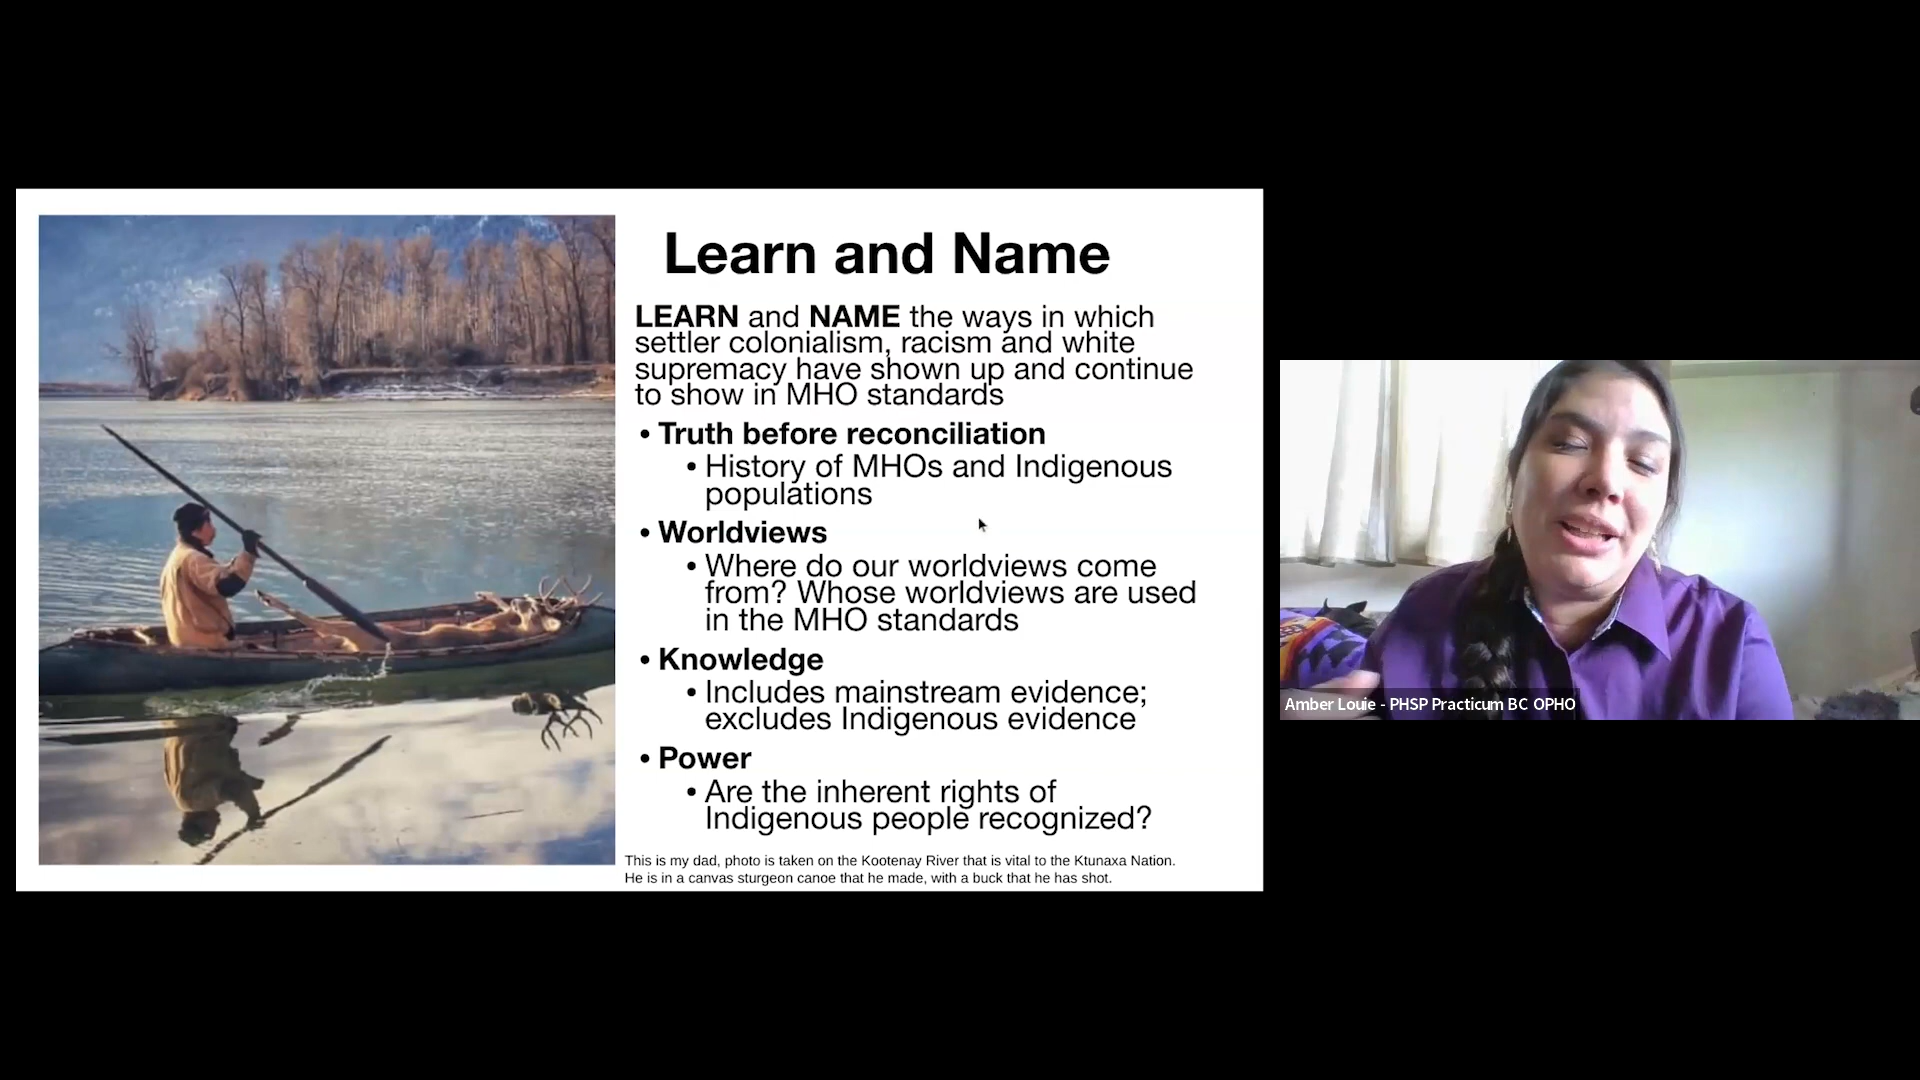 Learn and Name
LEARN and NAME the ways in which
settler colonialism, racism and white
supremacy have shown up and continue
to show in MHO standards
• Truth before reconciliation
• History of MHOs and Indigenous
populations
• Worldviews
• Where do our worldviews come
from? Whose worldviews are used
in the MHO standards
• Knowledge
• Includes mainstream evidence;
excludes Indigenous evidence
• Power
• Are the inherent rights of
Indigenous people recognized?
This is my dad, photo is taken on the Kootenay River that is vital to the Ktunaxa Nation.
He is in a canvas sturgeon canoe that he made, with a buck that he has shot.
Amber Louie - PHSP Practicum BC OPHO